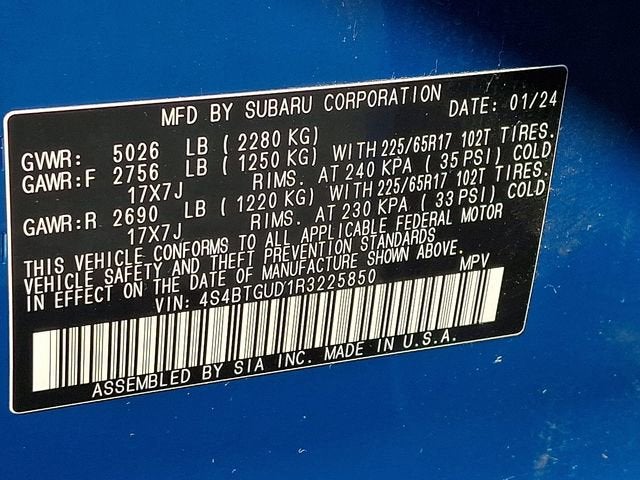 MFD BY SUBARU CORPORATION DATE: 01/24
GVWR: 5026 LB ( 2280 KG)
GAWR:F 2756 LB ( 1250 KG) WITH 225/65R17 102T TIRES.
17X7J RIMS. AT 240 KPA ( 35 PSI) COLD
GAWR:R 2690 LB ( 1220 KG) WITH 225/65R17 102T TIRES.
17X7J RIMS. AT 230 KPA ( 33 PSI) COLD
THIS VEHICLE CONFORMS TO ALL APPLICABLE FEDERAL MOTOR
VEHICLE SAFETY AND THEFT PREVENTION STANDARDS
IN EFFECT ON THE DATE OF MANUFACTURE SHOWN ABOVE.
VIN: 4S4BTGUD1R3225850 MPV
ASSEMBLED BY SIA INC. MADE IN U.S.A.